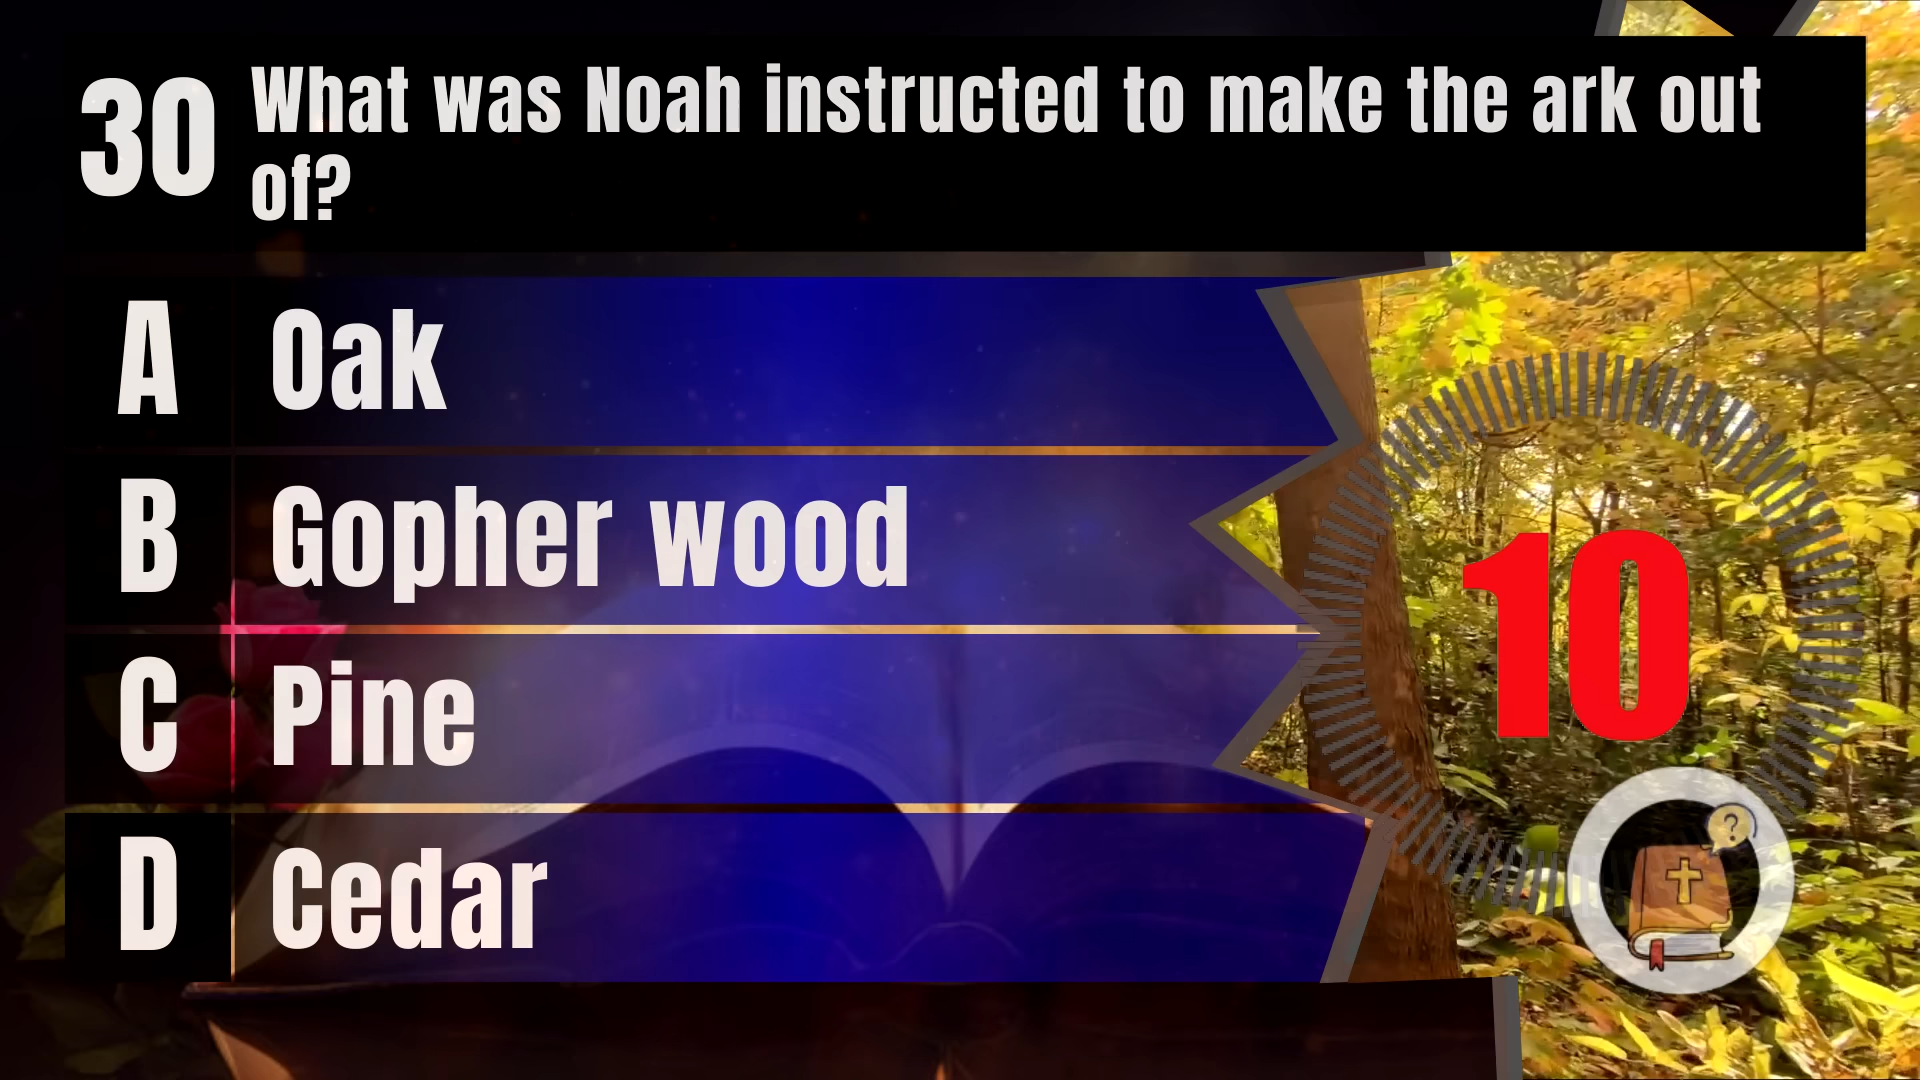 30 What was Noah instructed to make the ark out
of?
A Oak
B Gopher wood
C Pine
D Cedar
10
?